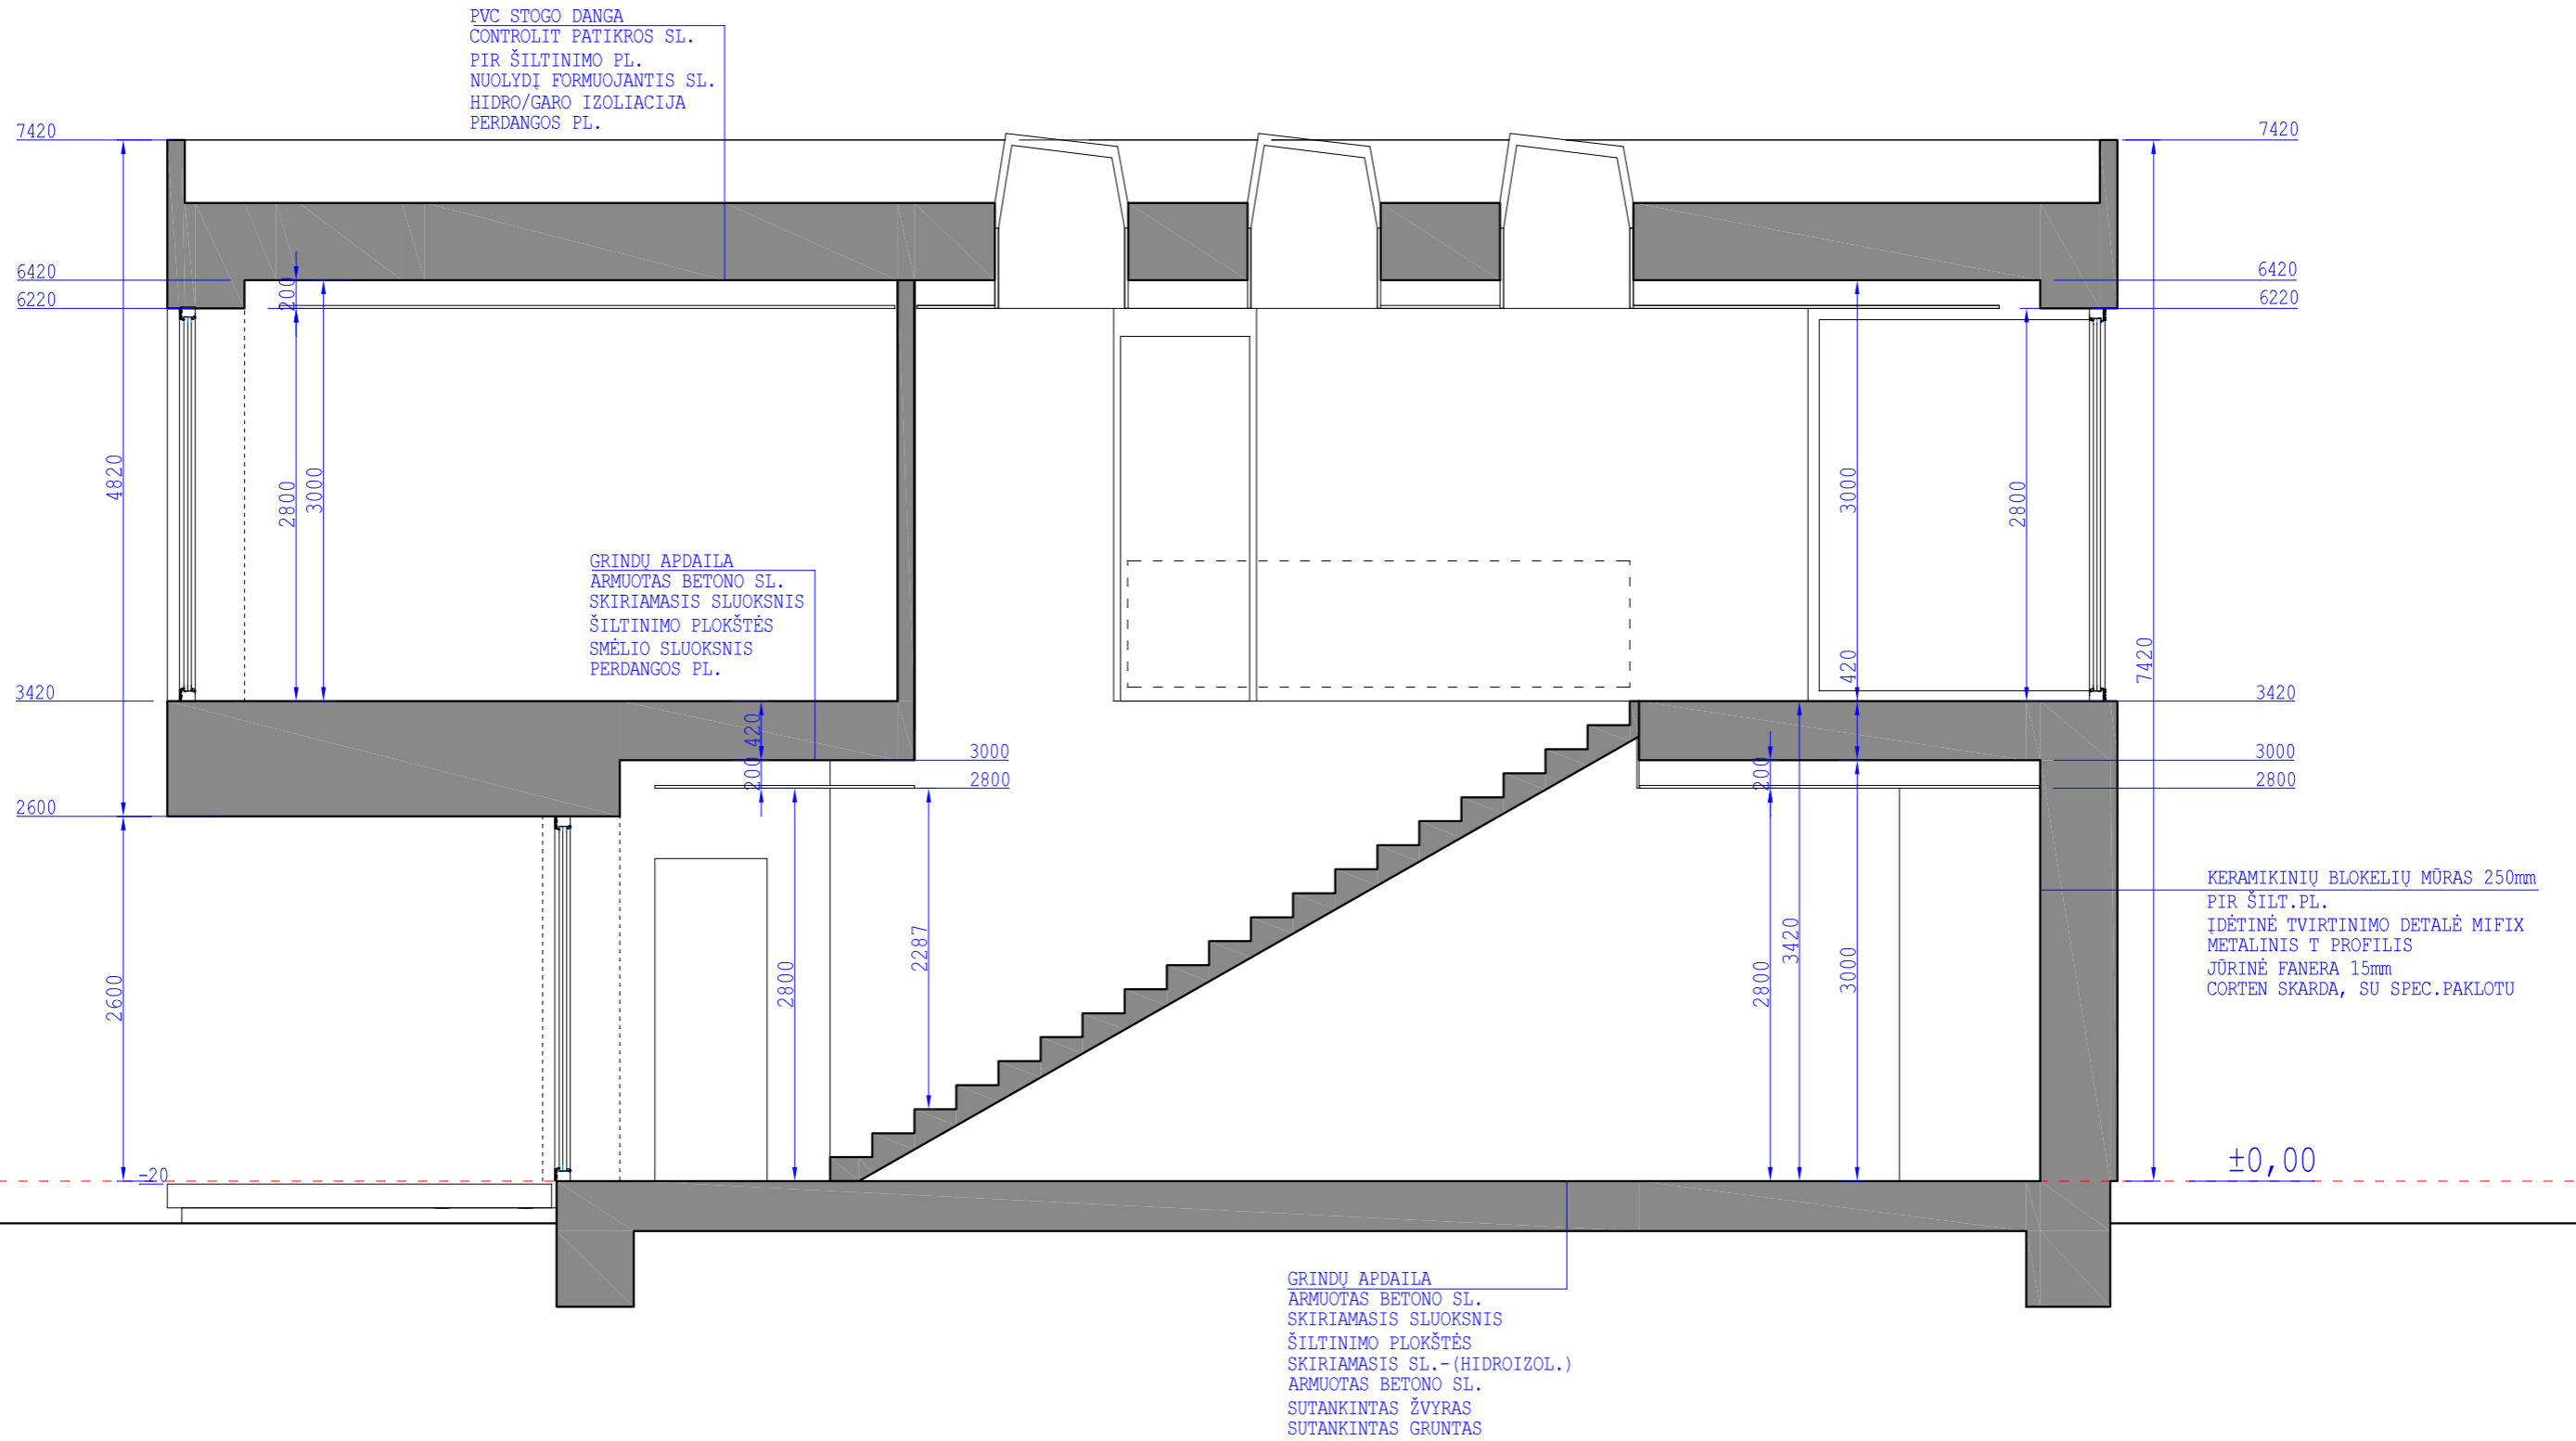 PVC STOGO DANGA
CONTROLIT PATIKROS SL.
PIR ŠILTINIMO PL.
NUOLYDĮ FORMUOJANTIS SL.
HIDRO/GARO IZOLIACIJA
PERDANGOS PL.
7420
7420
6420
6420
6220
6220
200
4820
2800
3000
3000
2800
GRINDŲ APDAILA
ARMUOTAS BETONO SL.
SKIRIAMASIS SLUOKSNIS
ŠILTINIMO PLOKŠTĖS
SMĖLIO SLUOKSNIS
PERDANGOS PL.
420
7420
3420
3420
420
3000
3000
200
200
2800
2800
2600
2600
2800
2287
2800
3420
3000
KERAMIKINIŲ BLOKELIŲ MŪRAS 250mm
PIR ŠILT.PL.
ĮDĖTINĖ TVIRTINIMO DETALĖ MIFIX
METALINIS T PROFILIS
JŪRINĖ FANERA 15mm
CORTEN SKARDA, SU SPEC.PAKLOTU
-20
±0,00
GRINDŲ APDAILA
ARMUOTAS BETONO SL.
SKIRIAMASIS SLUOKSNIS
ŠILTINIMO PLOKŠTĖS
SKIRIAMASIS SL.-(HIDROIZOL.)
ARMUOTAS BETONO SL.
SUTANKINTAS ŽVYRAS
SUTANKINTAS GRUNTAS